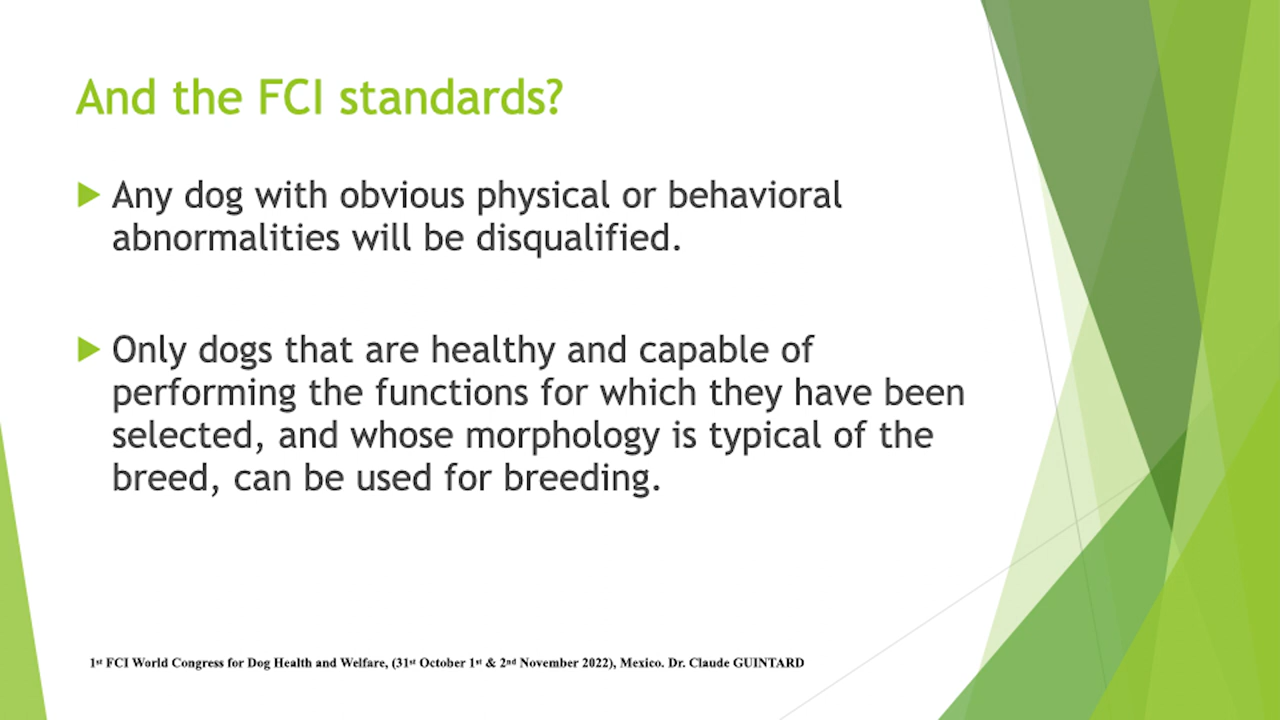 And the FCI standards?
Any dog with obvious physical or behavioral
abnormalities will be disqualified.
Only dogs that are healthy and capable of
performing the functions for which they have been
selected, and whose morphology is typical of the
breed, can be used for breeding.
1st FCI World Congress for Dog Health and Welfare, (31st October 1st & 2nd November 2022), Mexico. Dr. Claude GUINTARD